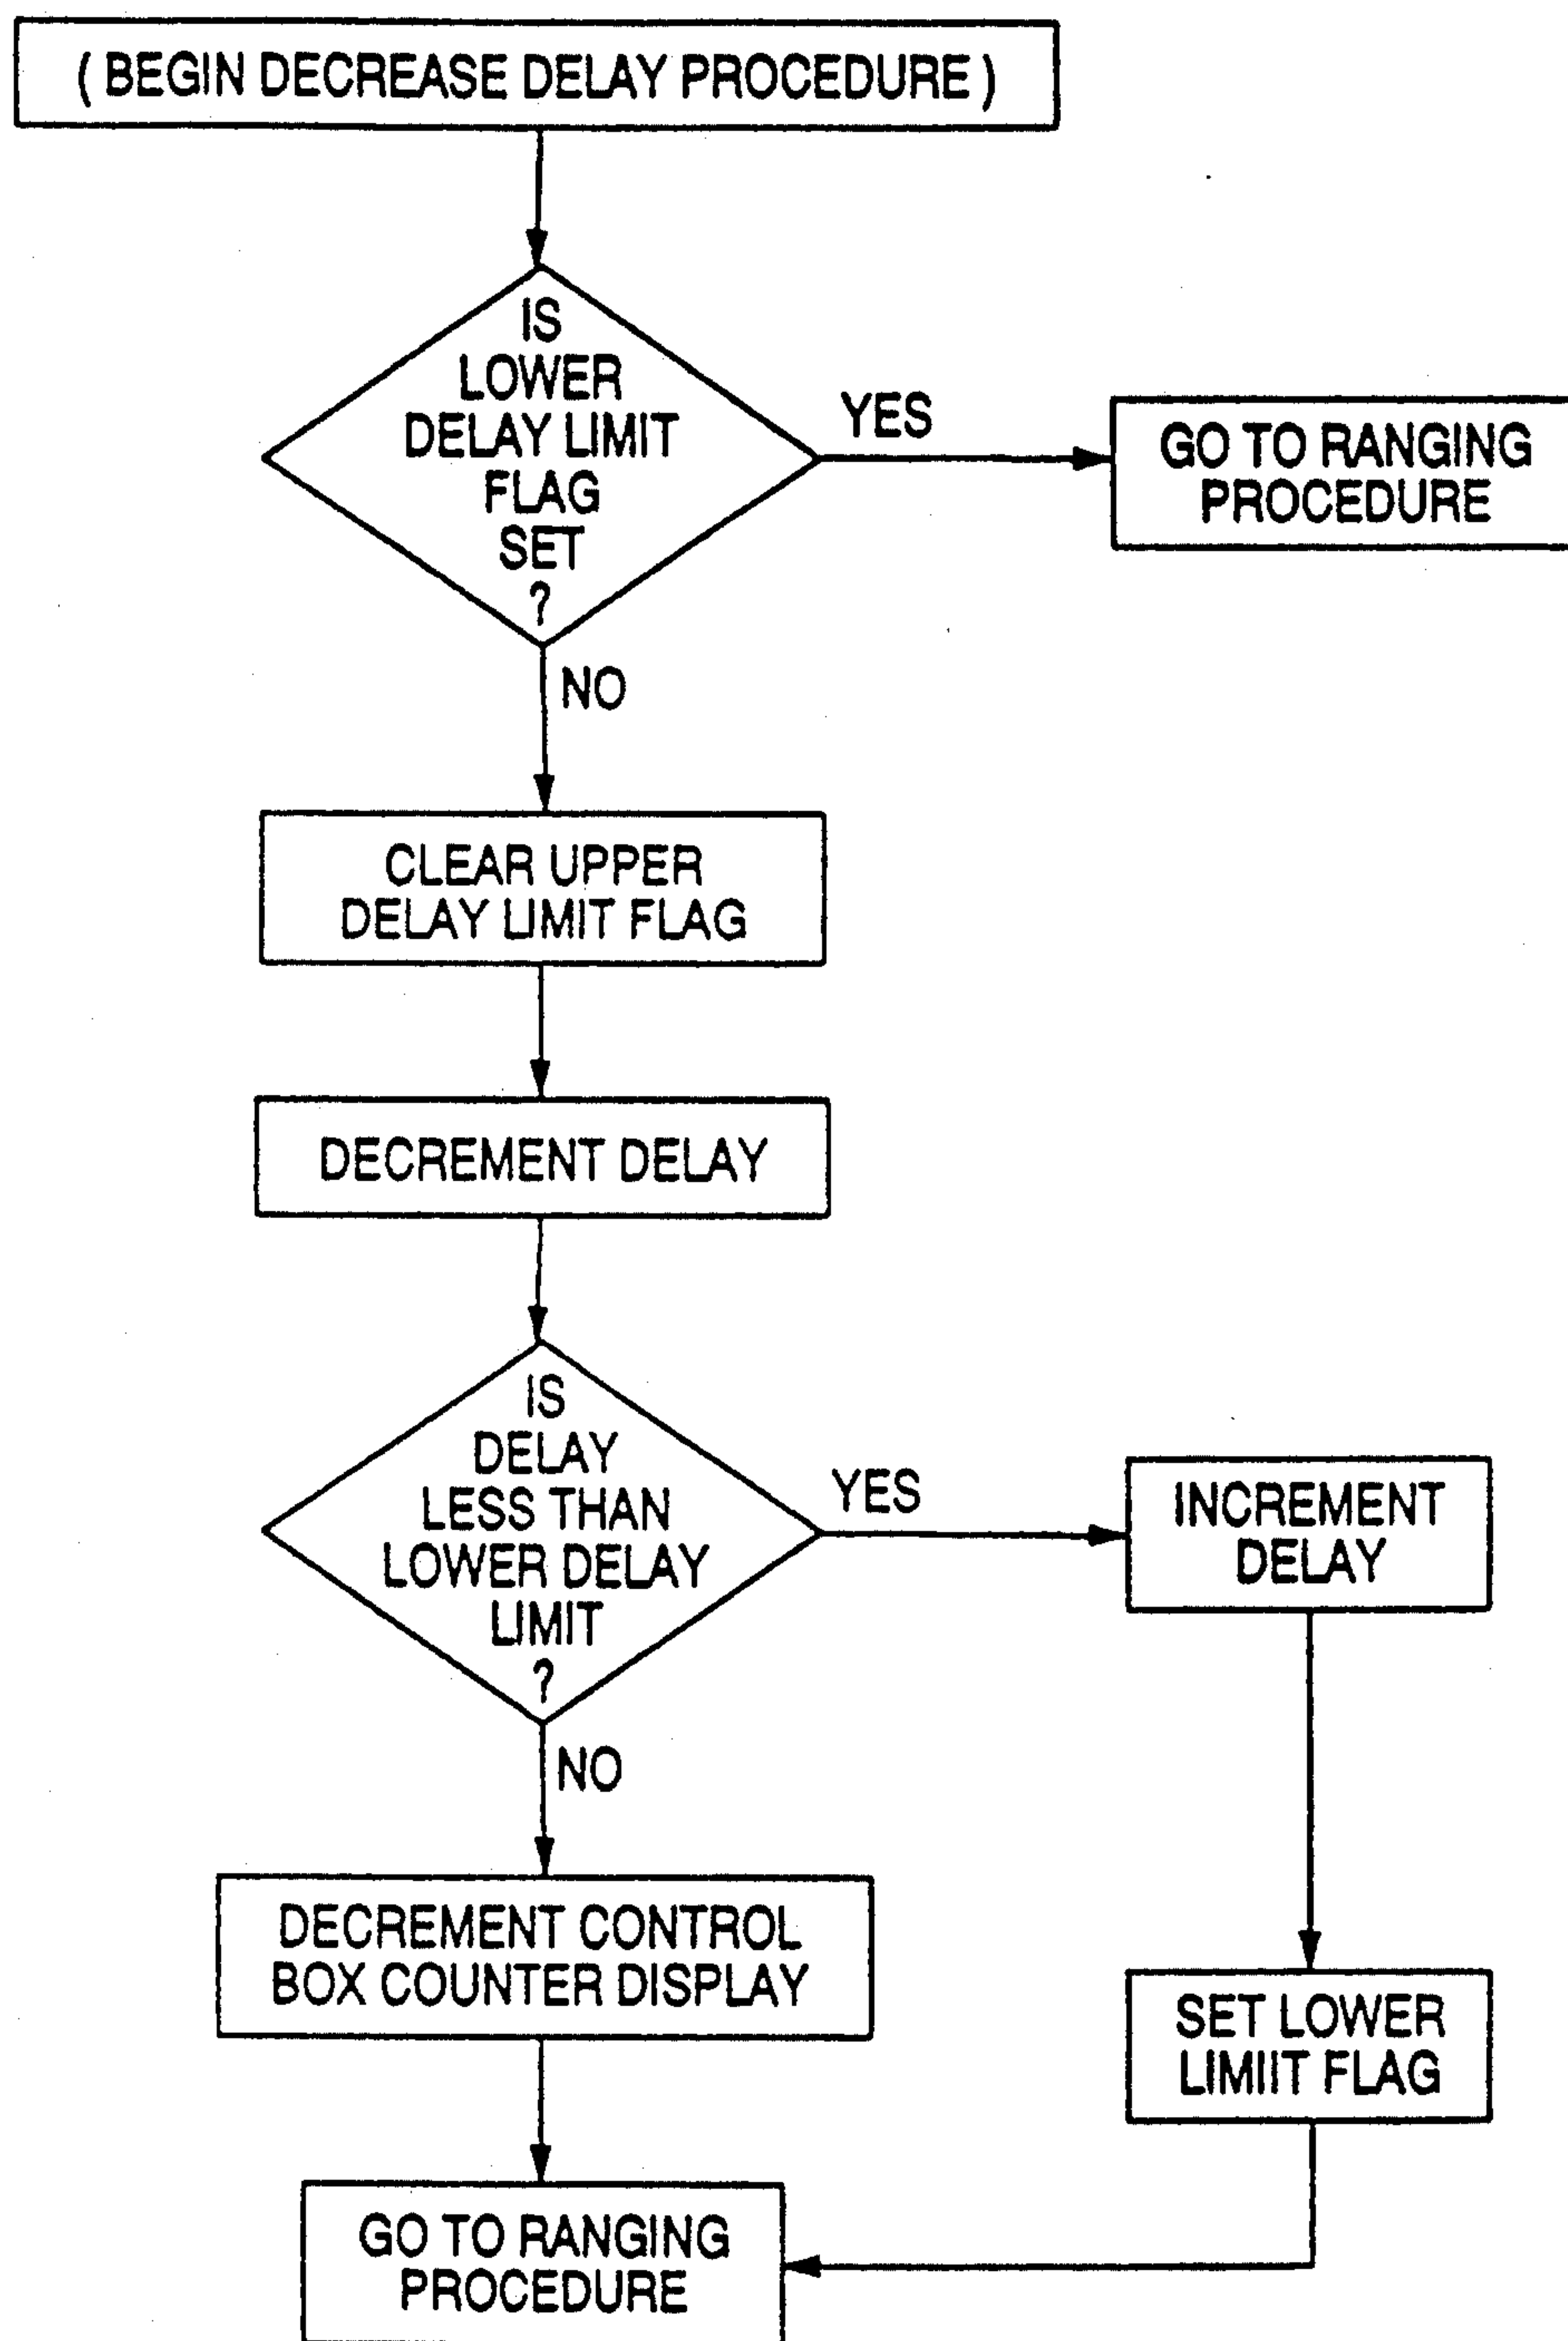 ( BEGIN DECREASE DELAY PROCEDURE )
IS
LOWER
DELAY LIMIT
FLAG
SET
?
YES
GO TO RANGING
PROCEDURE
NO
CLEAR UPPER
DELAY LIMIT FLAG
DECREMENT DELAY
IS
DELAY
LESS THAN
LOWER DELAY
LIMIT
?
YES
INCREMENT
DELAY
NO
DECREMENT CONTROL
BOX COUNTER DISPLAY
SET LOWER
LIMIIT FLAG
GO TO RANGING
PROCEDURE